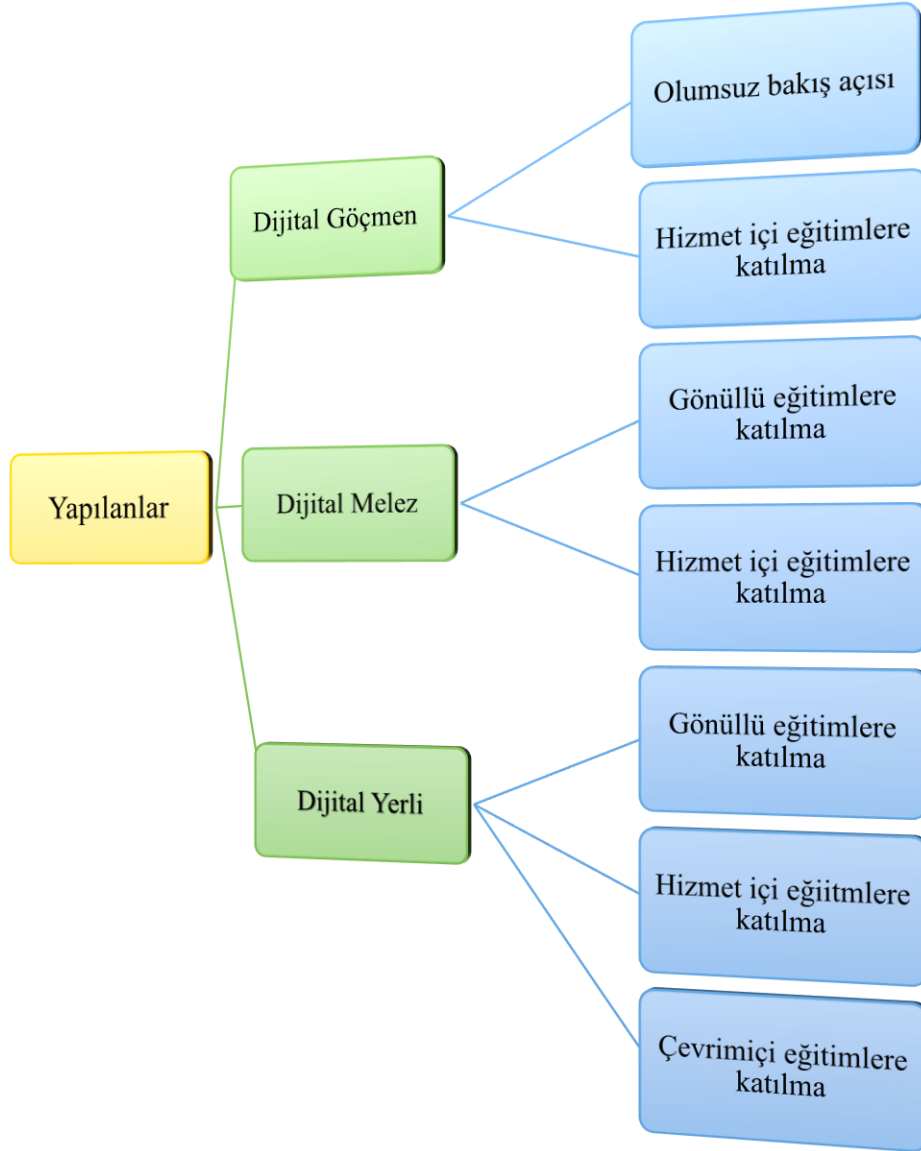 Olumsuz bakış açısı
Dijital Göçmen
Hizmet içi eğitimlere
katılma
Gönüllü eğitimlere
katılma
Yapılanlar
Dijital Melez
Hizmet içi eğitimlere
katılma
Gönüllü eğitimlere
katılma
Dijital Yerli
Hizmet içi eğiitmlere
katılma
Çevrimiçi eğitimlere
katılma